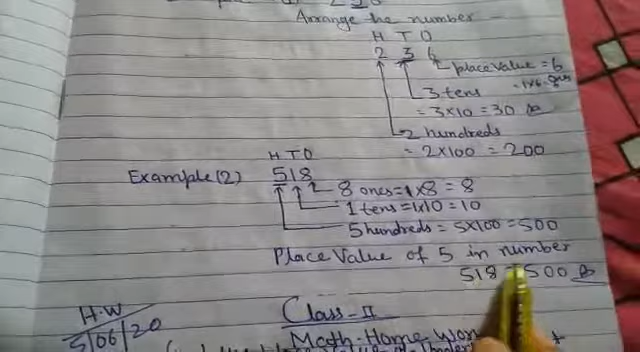 Arrange the number
H T O
2 3 6
place value = 6
3 tens
= 3×10 = 30
2 hundreds
= 2×100 = 200
H T O
Example (2) 518
8 ones = 1×8 = 8
1 tens = 1×10 = 10
5 hundreds = 5×100 = 500
Place Value of 5 in number
518 = 500
H.W
5/06/20
Class-II
Math-Home Wor